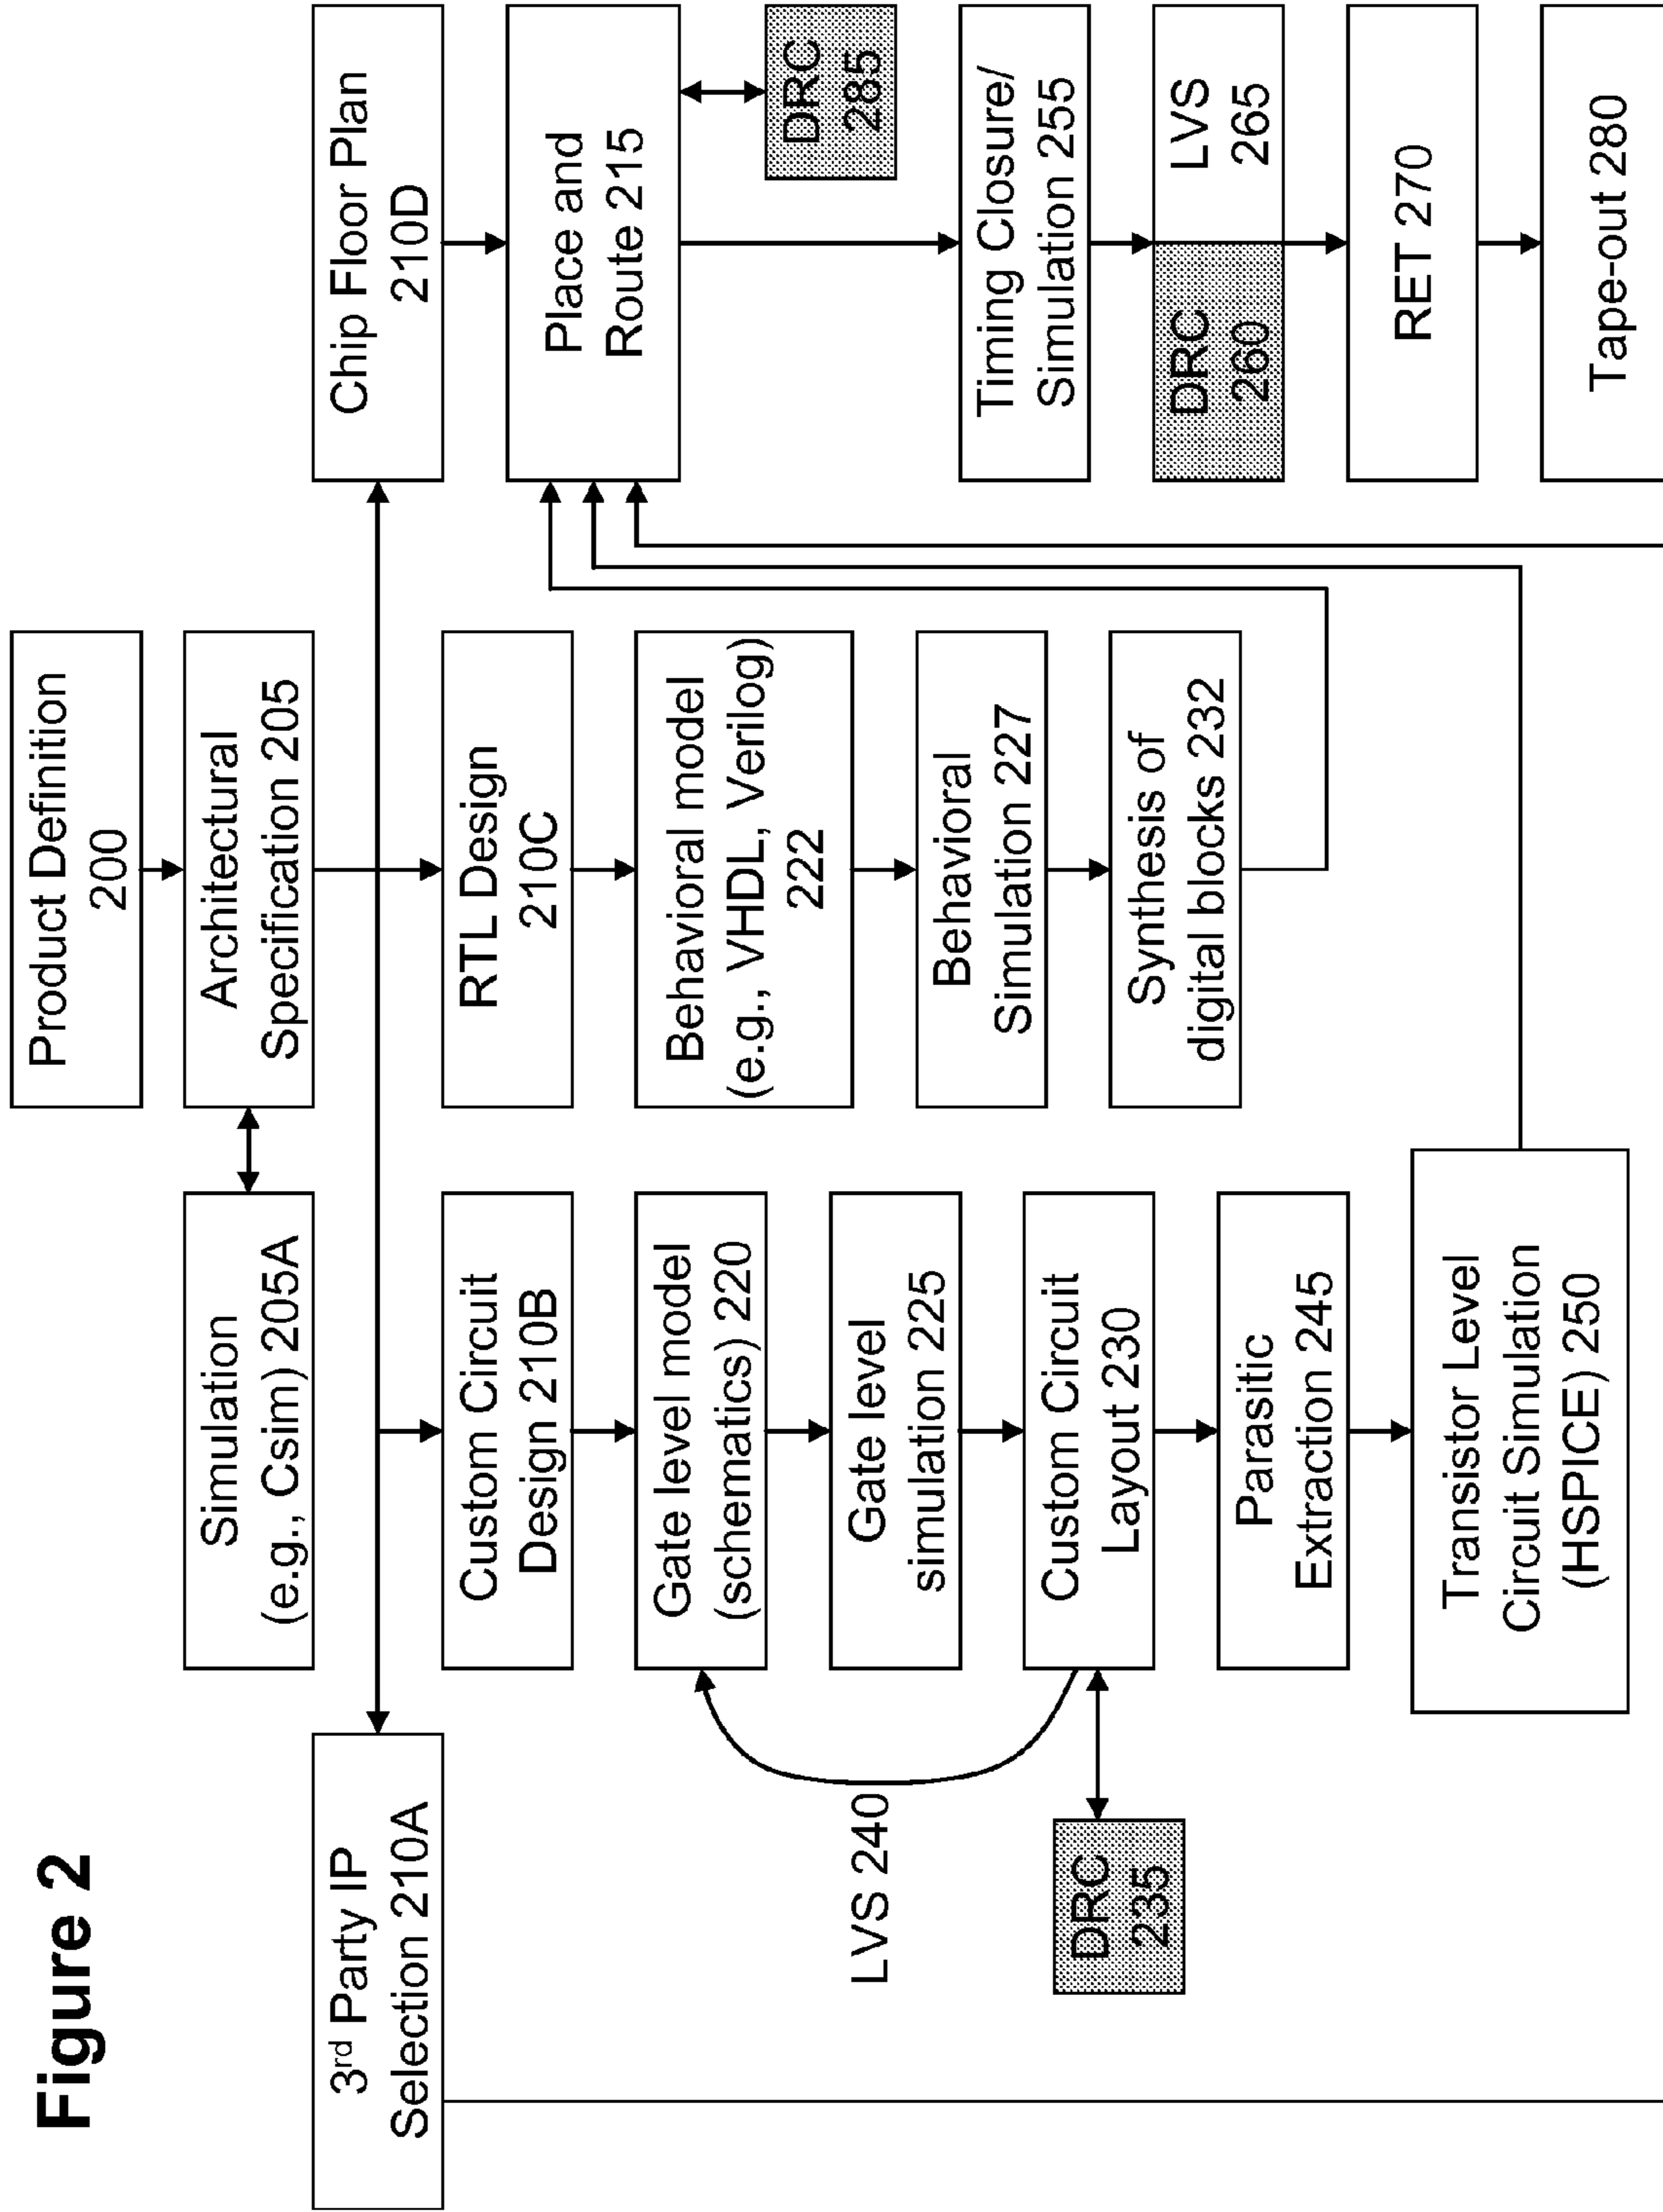 Figure 2
Product Definition
200
Simulation
(e.g., Csim) 205A
Architectural
Specification 205
3rd Party IP
Selection 210A
Custom Circuit
Design 210B
Gate level model
(schematics) 220
Gate level
simulation 225
LVS 240
Custom Circuit
Layout 230
DRC
235
Parasitic
Extraction 245
Transistor Level
Circuit Simulation
(HSPICE) 250
RTL Design
210C
Behavioral model
(e.g., VHDL, Verilog)
222
Behavioral
Simulation 227
Synthesis of
digital blocks 232
Chip Floor Plan
210D
Place and
Route 215
DRC
285
Timing Closure/
Simulation 255
DRC
260
LVS
265
RET 270
Tape-out 280